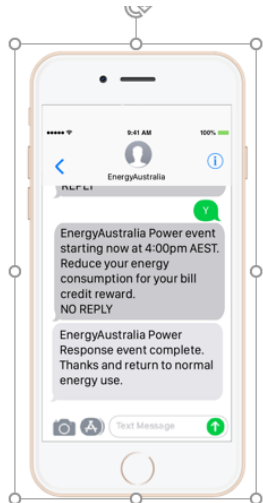 9:41 AM
100%
EnergyAustralia
REPLY
Y
EnergyAustralia Power event
starting now at 4:00pm AEST.
Reduce your energy
consumption for your bill
credit reward.
NO REPLY
EnergyAustralia Power
Response event complete.
Thanks and return to normal
energy use.
Text Message